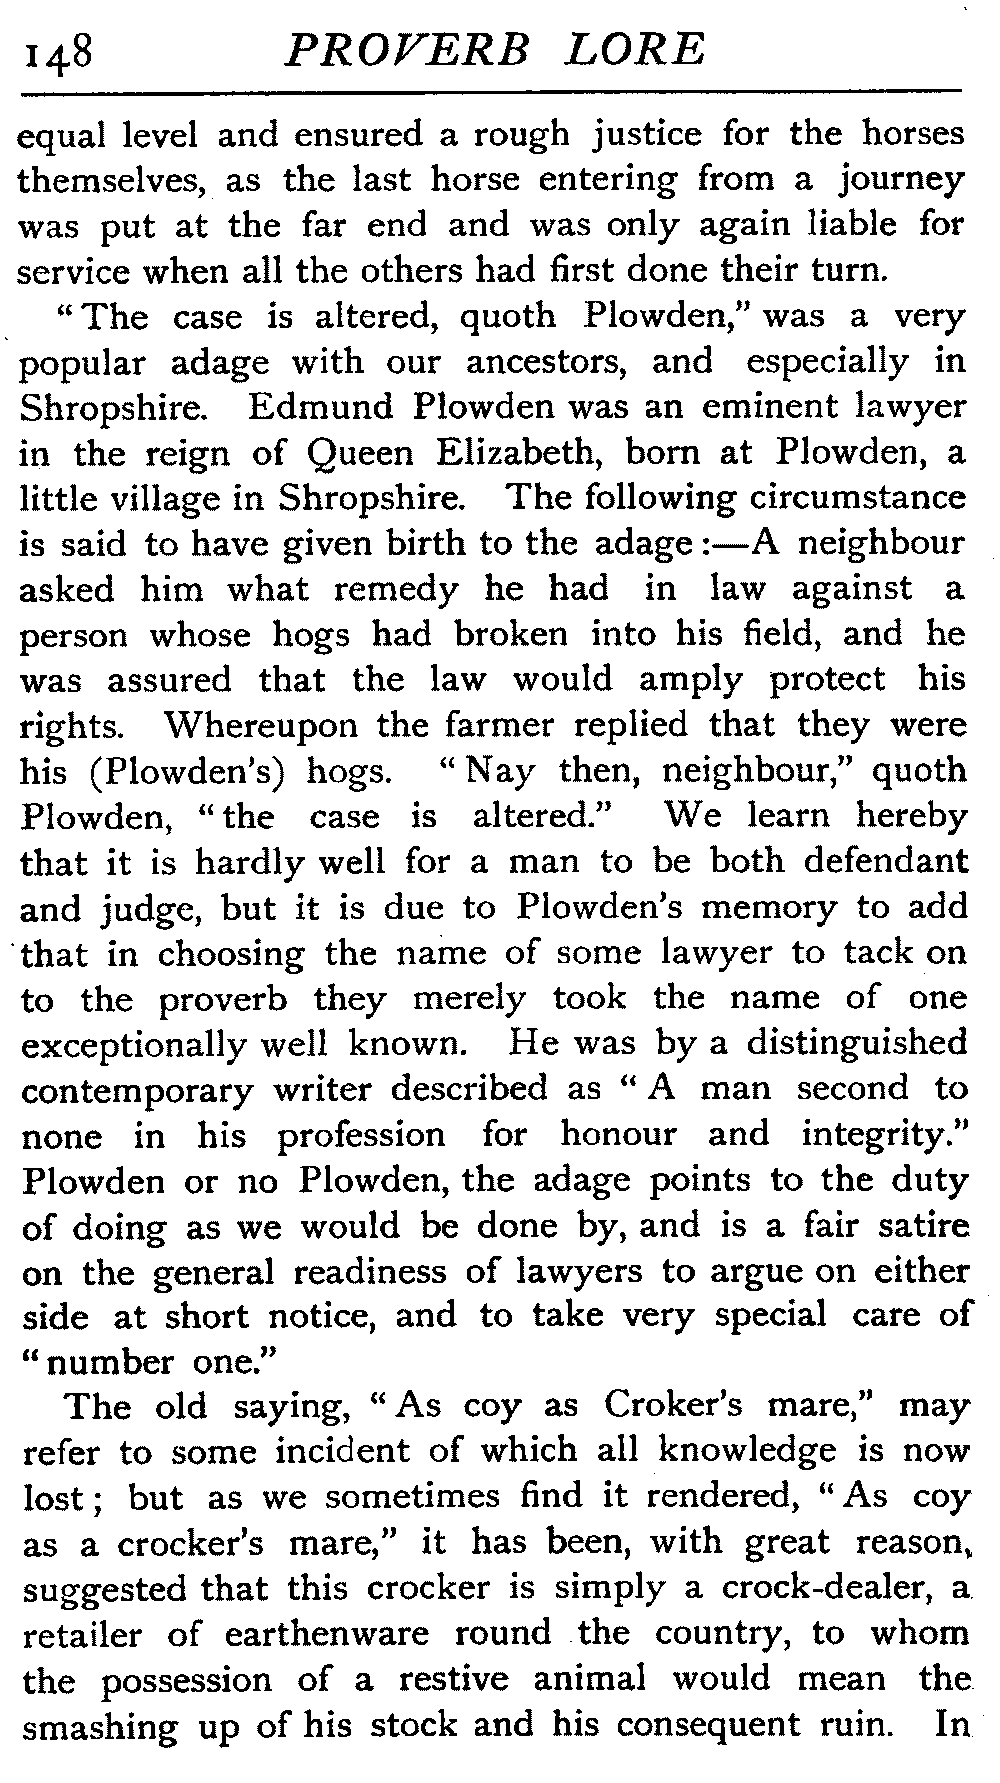 148 PROVERB LORE
equal level and ensured a rough justice for the horses
themselves, as the last horse entering from a journey
was put at the far end and was only again liable for
service when all the others had first done their turn.
“The case is altered, quoth Plowden,” was a very
popular adage with our ancestors, and especially in
Shropshire. Edmund Plowden was an eminent lawyer
in the reign of Queen Elizabeth, born at Plowden, a
little village in Shropshire. The following circumstance
is said to have given birth to the adage:—A neighbour
asked him what remedy he had in law against a
person whose hogs had broken into his field, and he
was assured that the law would amply protect his
rights. Whereupon the farmer replied that they were
his (Plowden's) hogs. “Nay then, neighbour,” quoth
Plowden, “the case is altered.” We learn hereby
that it is hardly well for a man to be both defendant
and judge, but it is due to Plowden's memory to add
that in choosing the name of some lawyer to tack on
to the proverb they merely took the name of one
exceptionally well known. He was by a distinguished
contemporary writer described as “A man second to
none in his profession for honour and integrity.”
Plowden or no Plowden, the adage points to the duty
of doing as we would be done by, and is a fair satire
on the general readiness of lawyers to argue on either
side at short notice, and to take very special care of
“number one.”
The old saying, “As coy as Croker's mare,” may
refer to some incident of which all knowledge is now
lost; but as we sometimes find it rendered, “As coy
as a crocker's mare,” it has been, with great reason,
suggested that this crocker is simply a crock-dealer, a
retailer of earthenware round the country, to whom
the possession of a restive animal would mean the
smashing up of his stock and his consequent ruin. In